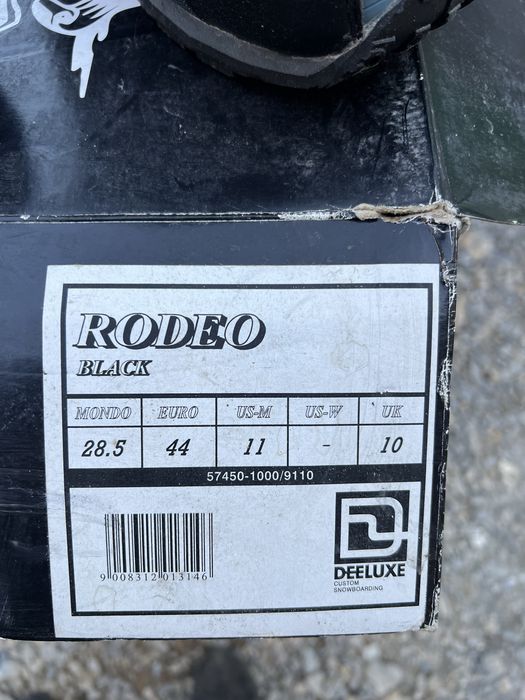 RODEO
BLACK
MONDO EURO US-M US-W UK
28.5 44 11 - 10
57450-1000/9110
9 008312 013146
DEELUXE
CUSTOM
SNOWBOARDING